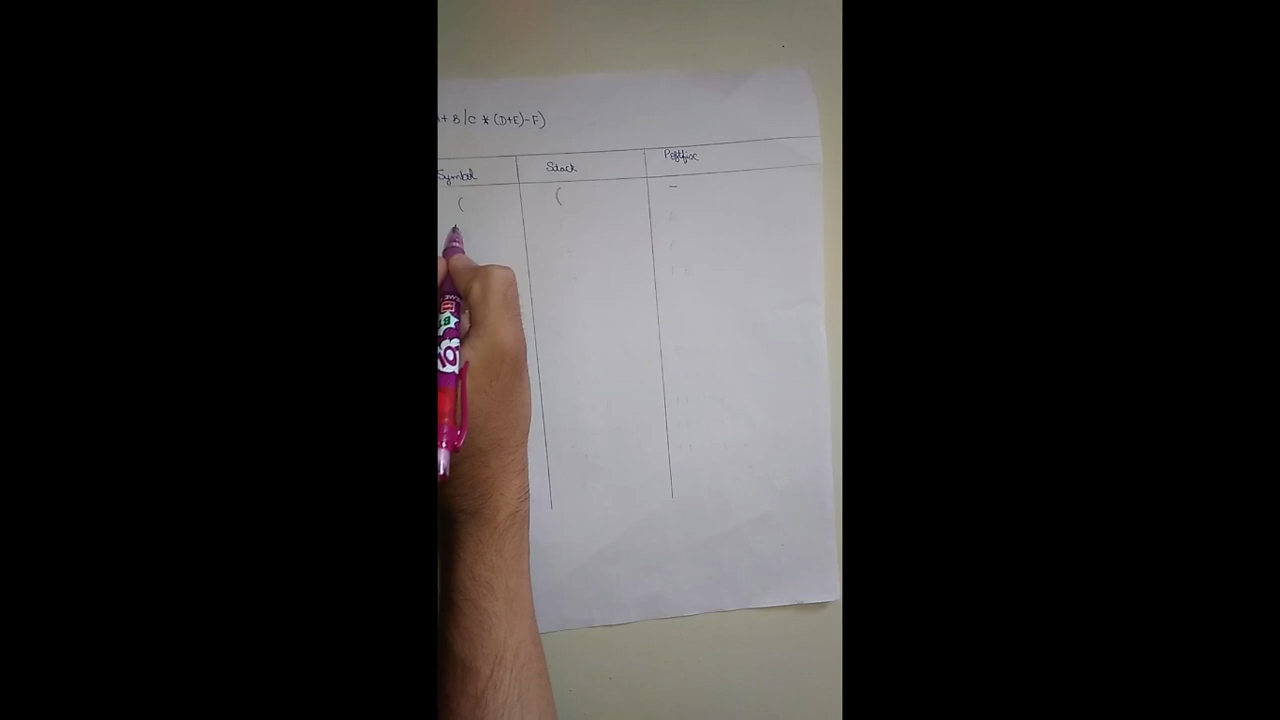 + B/C * (D+E)-F)
Symbol Stack Postfix
( ( -